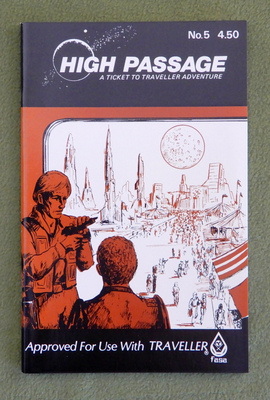 No.5 4.50
HIGH PASSAGE
A TICKET TO TRAVELLER ADVENTURE
Approved For Use With TRAVELLER®
fasa